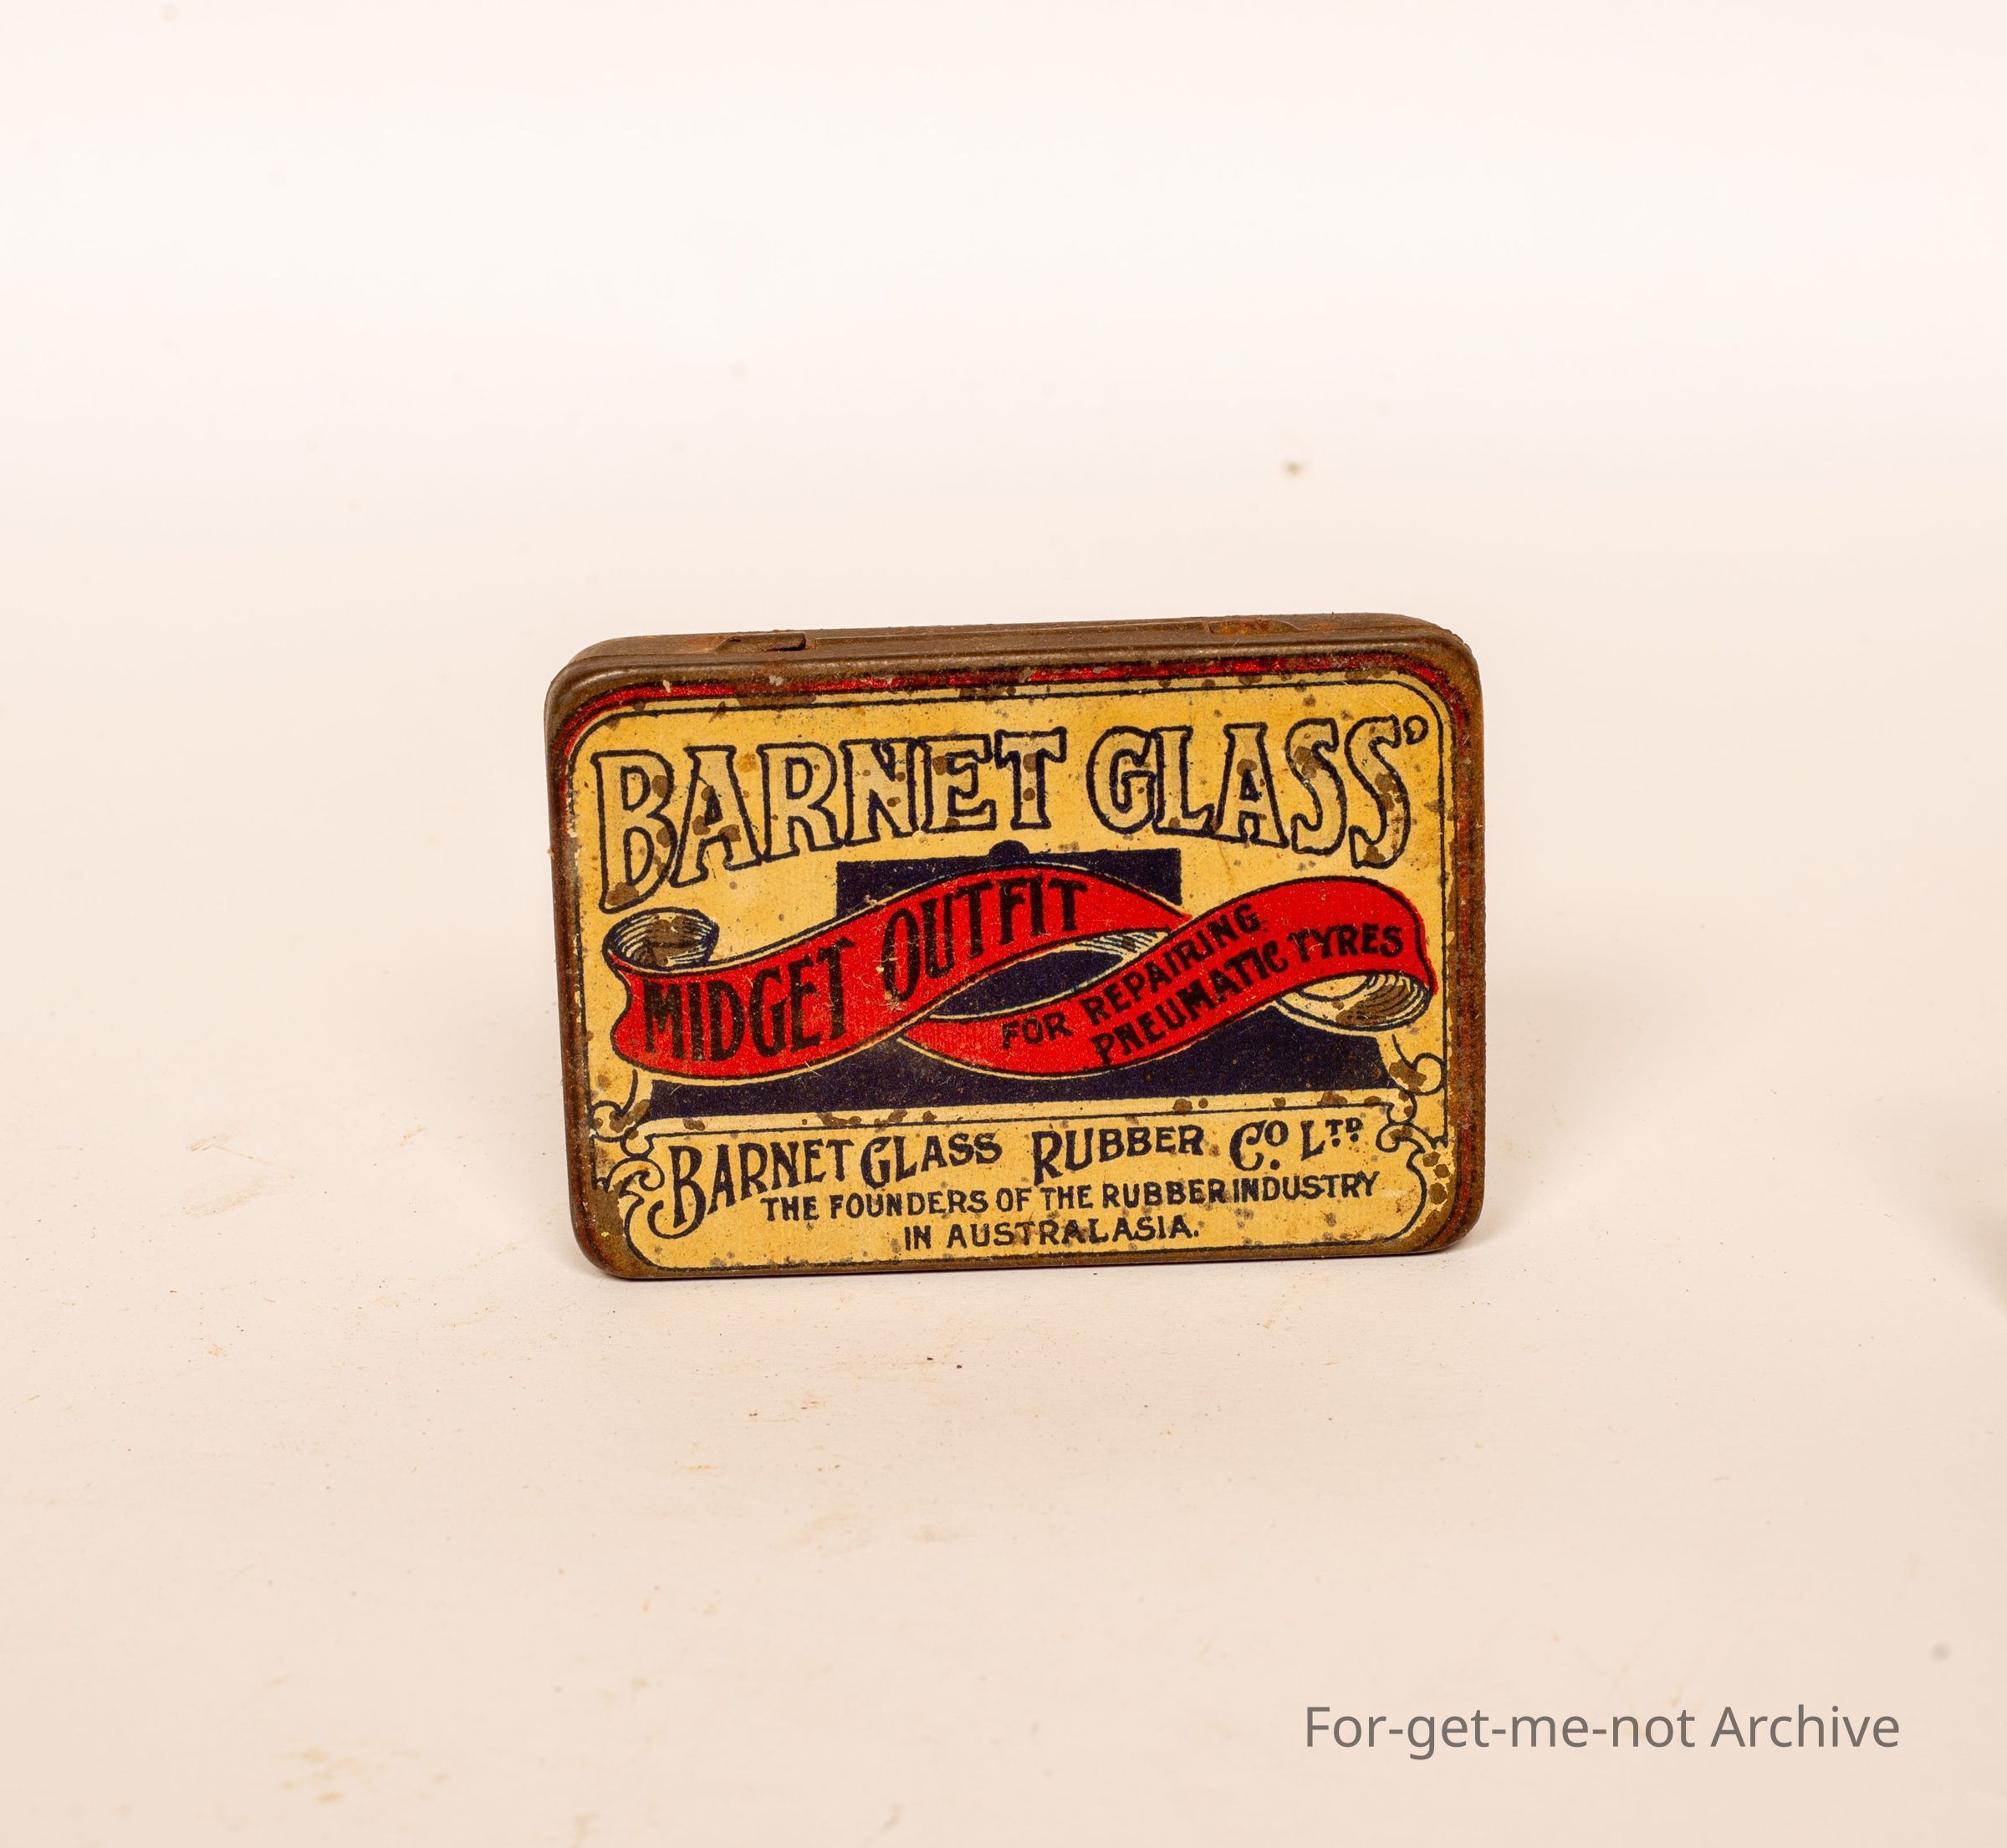 BARNET GLASS'
MIDGET OUTFIT
FOR REPAIRING
PNEUMATIC TYRES
BARNET GLASS RUBBER CO. LTD.
THE FOUNDERS OF THE RUBBER INDUSTRY
IN AUSTRALASIA.
For-get-me-not Archive